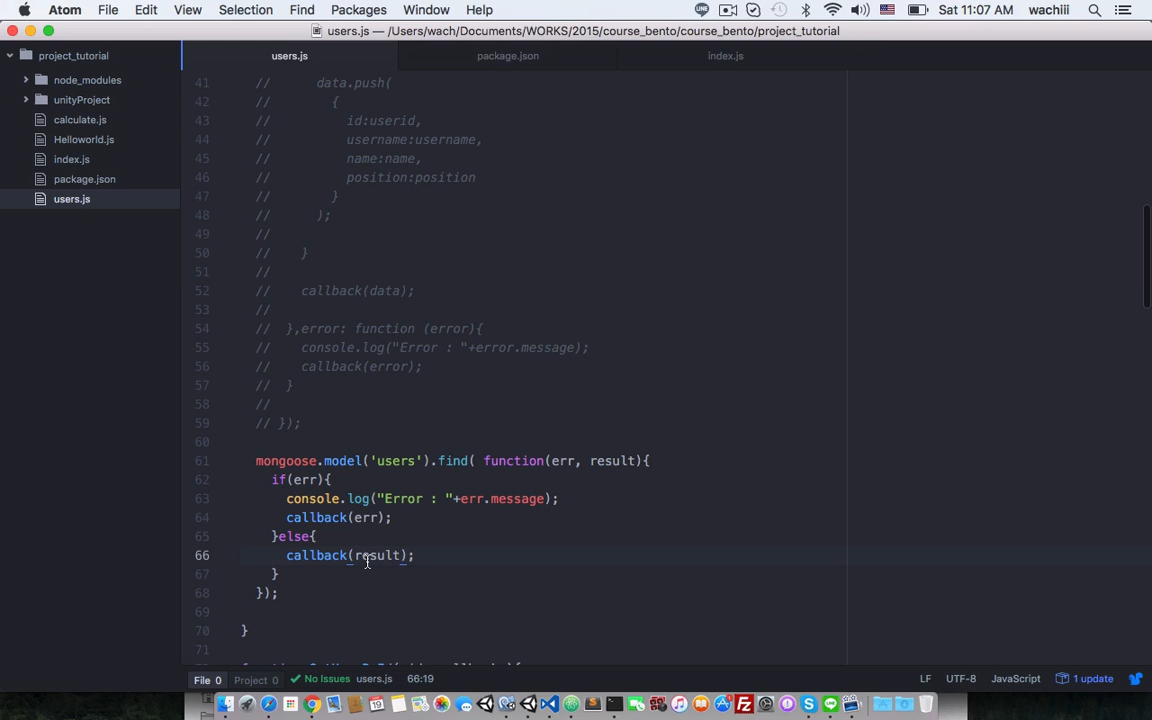 Atom File Edit View Selection Find Packages Window Help Sat 11:07 AM wachiii
users.js — /Users/wach/Documents/WORKS/2015/course_bento/course_bento/project_tutorial
project_tutorial
node_modules
unityProject
calculate.js
Helloworld.js
index.js
package.json
users.js
users.js package.json index.js
41 // data.push(
42 // {
43 // id:userid,
44 // username:username,
45 // name:name,
46 // position:position
47 // }
48 // );
49 //
50 // }
51 //
52 // callback(data);
53 //
54 // },error: function (error){
55 // console.log("Error : "+error.message);
56 // callback(error);
57 // }
58 //
59 // });
60
61 mongoose.model('users').find( function(err, result){
62 if(err){
63 console.log("Error : "+err.message);
64 callback(err);
65 }else{
66 callback(result);
67 }
68 });
69
70 }
71
File 0 Project 0 No Issues users.js 66:19 LF UTF-8 JavaScript 1 update